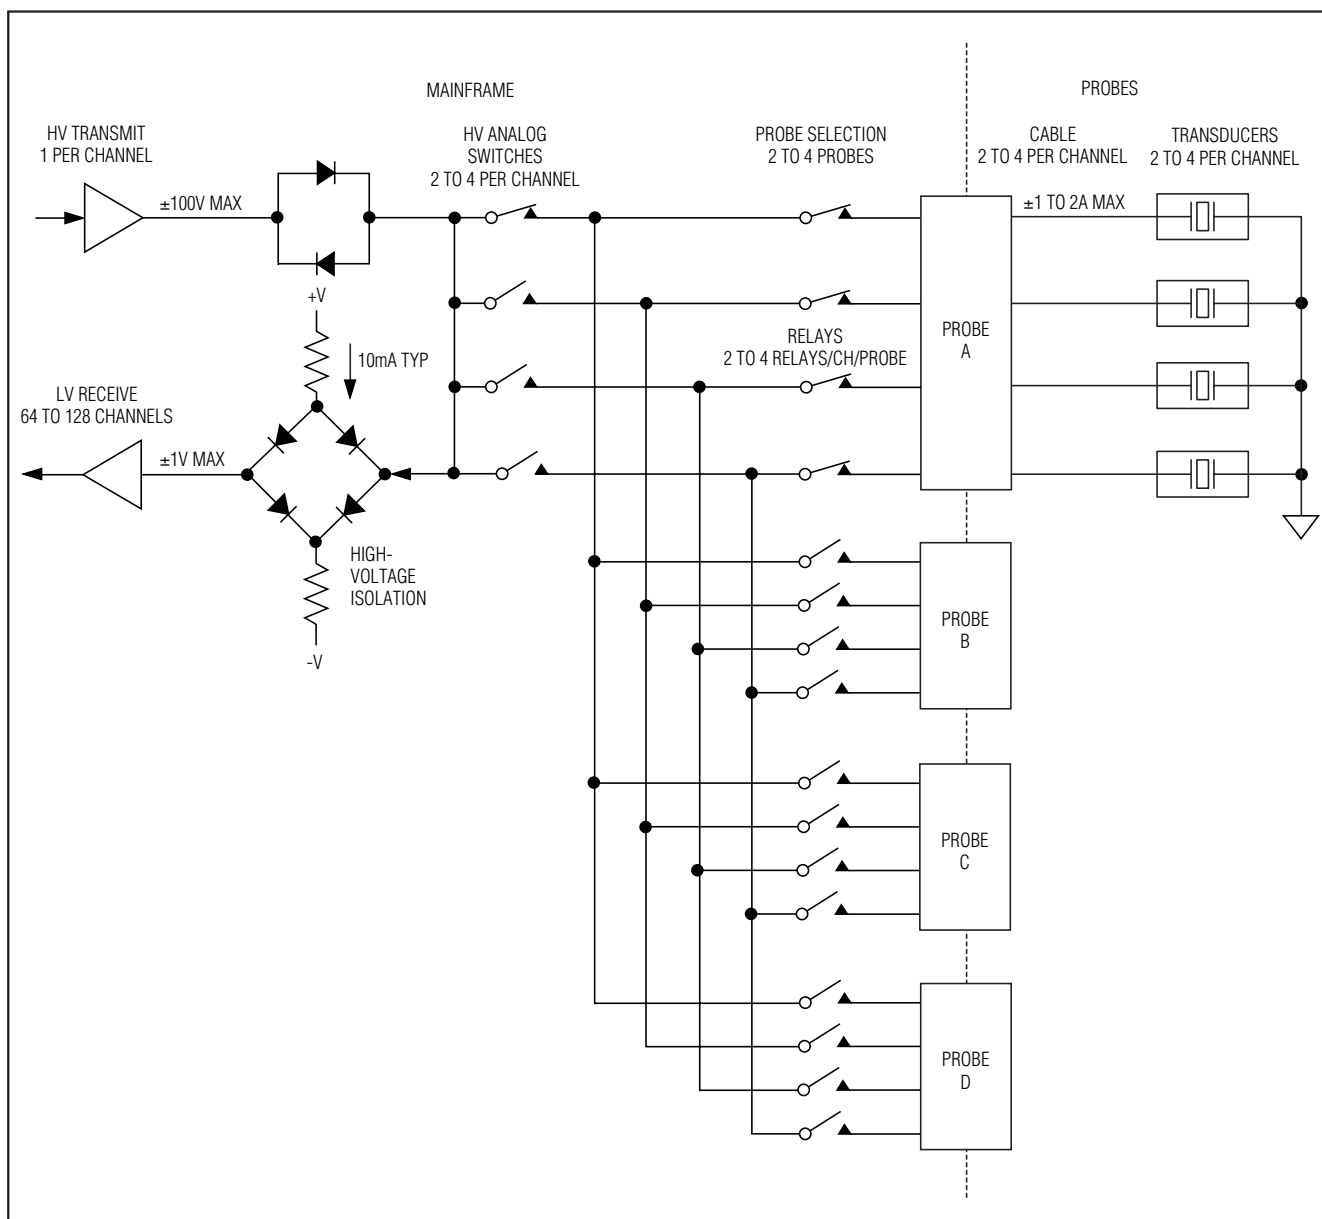 MAINFRAME
PROBES
HV TRANSMIT
1 PER CHANNEL
HV ANALOG
SWITCHES
2 TO 4 PER CHANNEL
PROBE SELECTION
2 TO 4 PROBES
CABLE
2 TO 4 PER CHANNEL
TRANSDUCERS
2 TO 4 PER CHANNEL
±100V MAX
±1 TO 2A MAX
+V
10mA TYP
RELAYS
2 TO 4 RELAYS/CH/PROBE
PROBE
A
LV RECEIVE
64 TO 128 CHANNELS
±1V MAX
HIGH-
VOLTAGE
ISOLATION
-V
PROBE
B
PROBE
C
PROBE
D